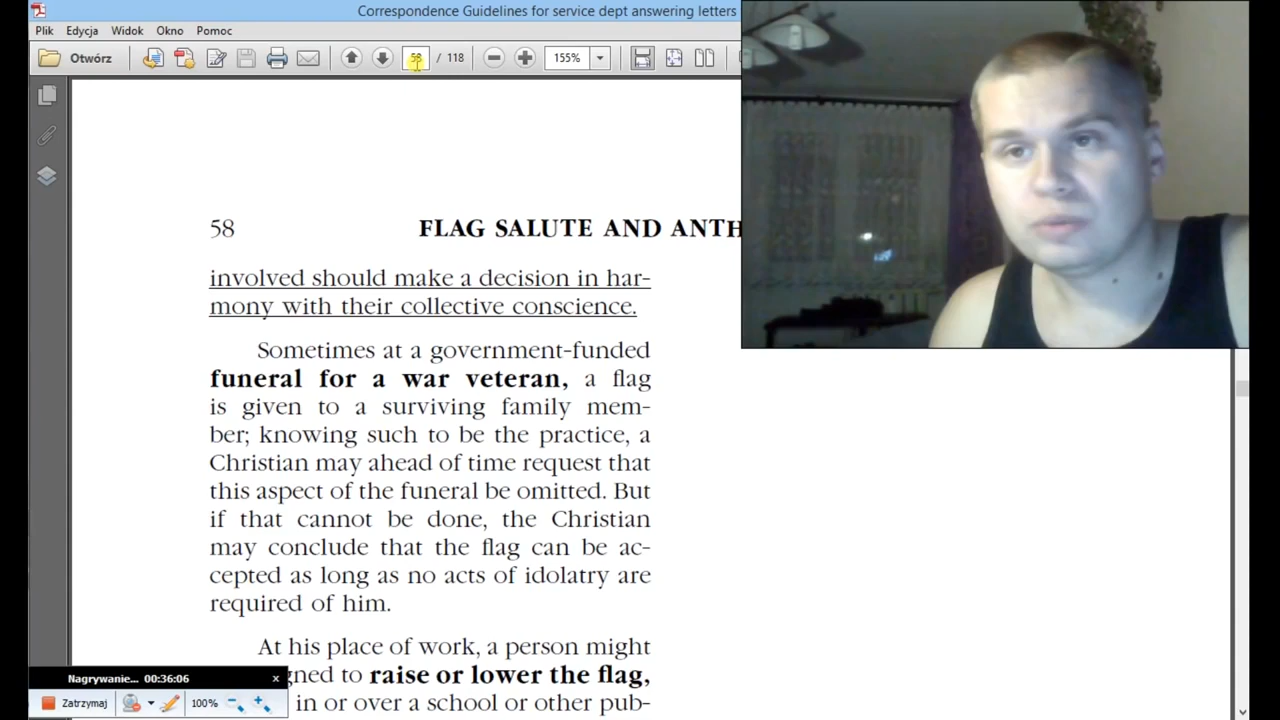 Correspondence Guidelines for service dept answering letters
Plik Edycja Widok Okno Pomoc
Otwórz / 118 155%
58 FLAG SALUTE AND ANTH
involved should make a decision in har-
mony with their collective conscience.
Sometimes at a government-funded
funeral for a war veteran, a flag
is given to a surviving family mem-
ber; knowing such to be the practice, a
Christian may ahead of time request that
this aspect of the funeral be omitted. But
if that cannot be done, the Christian
may conclude that the flag can be ac-
cepted as long as no acts of idolatry are
required of him.
At his place of work, a person might
gned to raise or lower the flag,
in or over a school or other pub-
Nagrywanie... 00:36:06 x
Zatrzymaj 100%